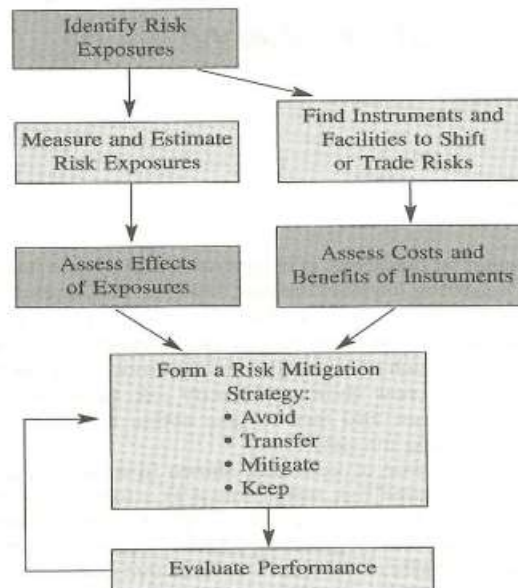 Identify Risk
Exposures
Measure and Estimate
Risk Exposures
Find Instruments and
Facilities to Shift
or Trade Risks
Assess Effects
of Exposures
Assess Costs and
Benefits of Instruments
Form a Risk Mitigation
Strategy:
• Avoid
• Transfer
• Mitigate
• Keep
Evaluate Performance